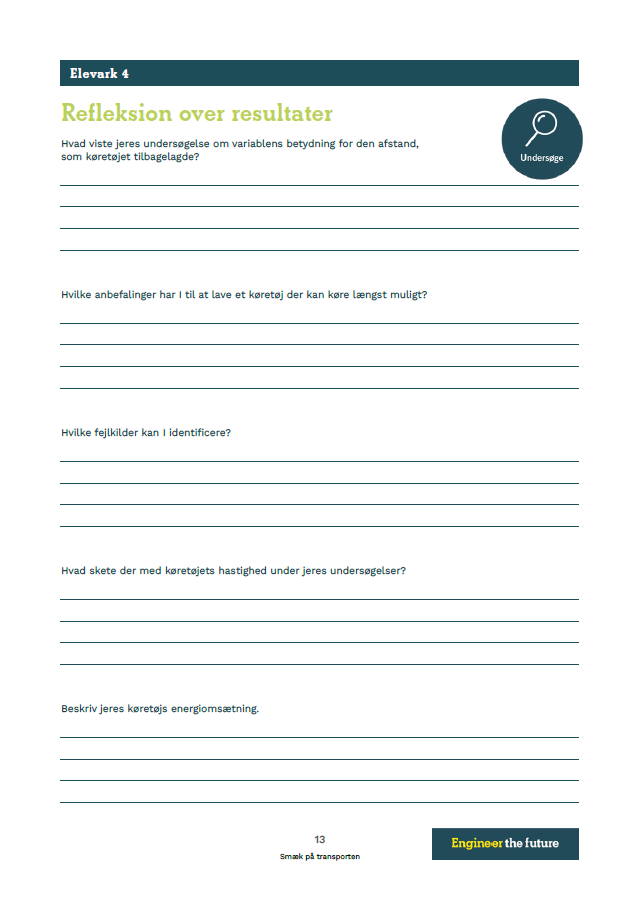 Elevark 4
Refleksion over resultater
Hvad viste jeres undersøgelse om variablens betydning for den afstand,
som køretøjet tilbagelagde?
Undersøge
Hvilke anbefalinger har I til at lave et køretøj der kan køre længst muligt?
Hvilke fejlkilder kan I identificere?
Hvad skete der med køretøjets hastighed under jeres undersøgelser?
Beskriv jeres køretøjs energiomsætning.
13
Smæk på transporten
Engineer the future